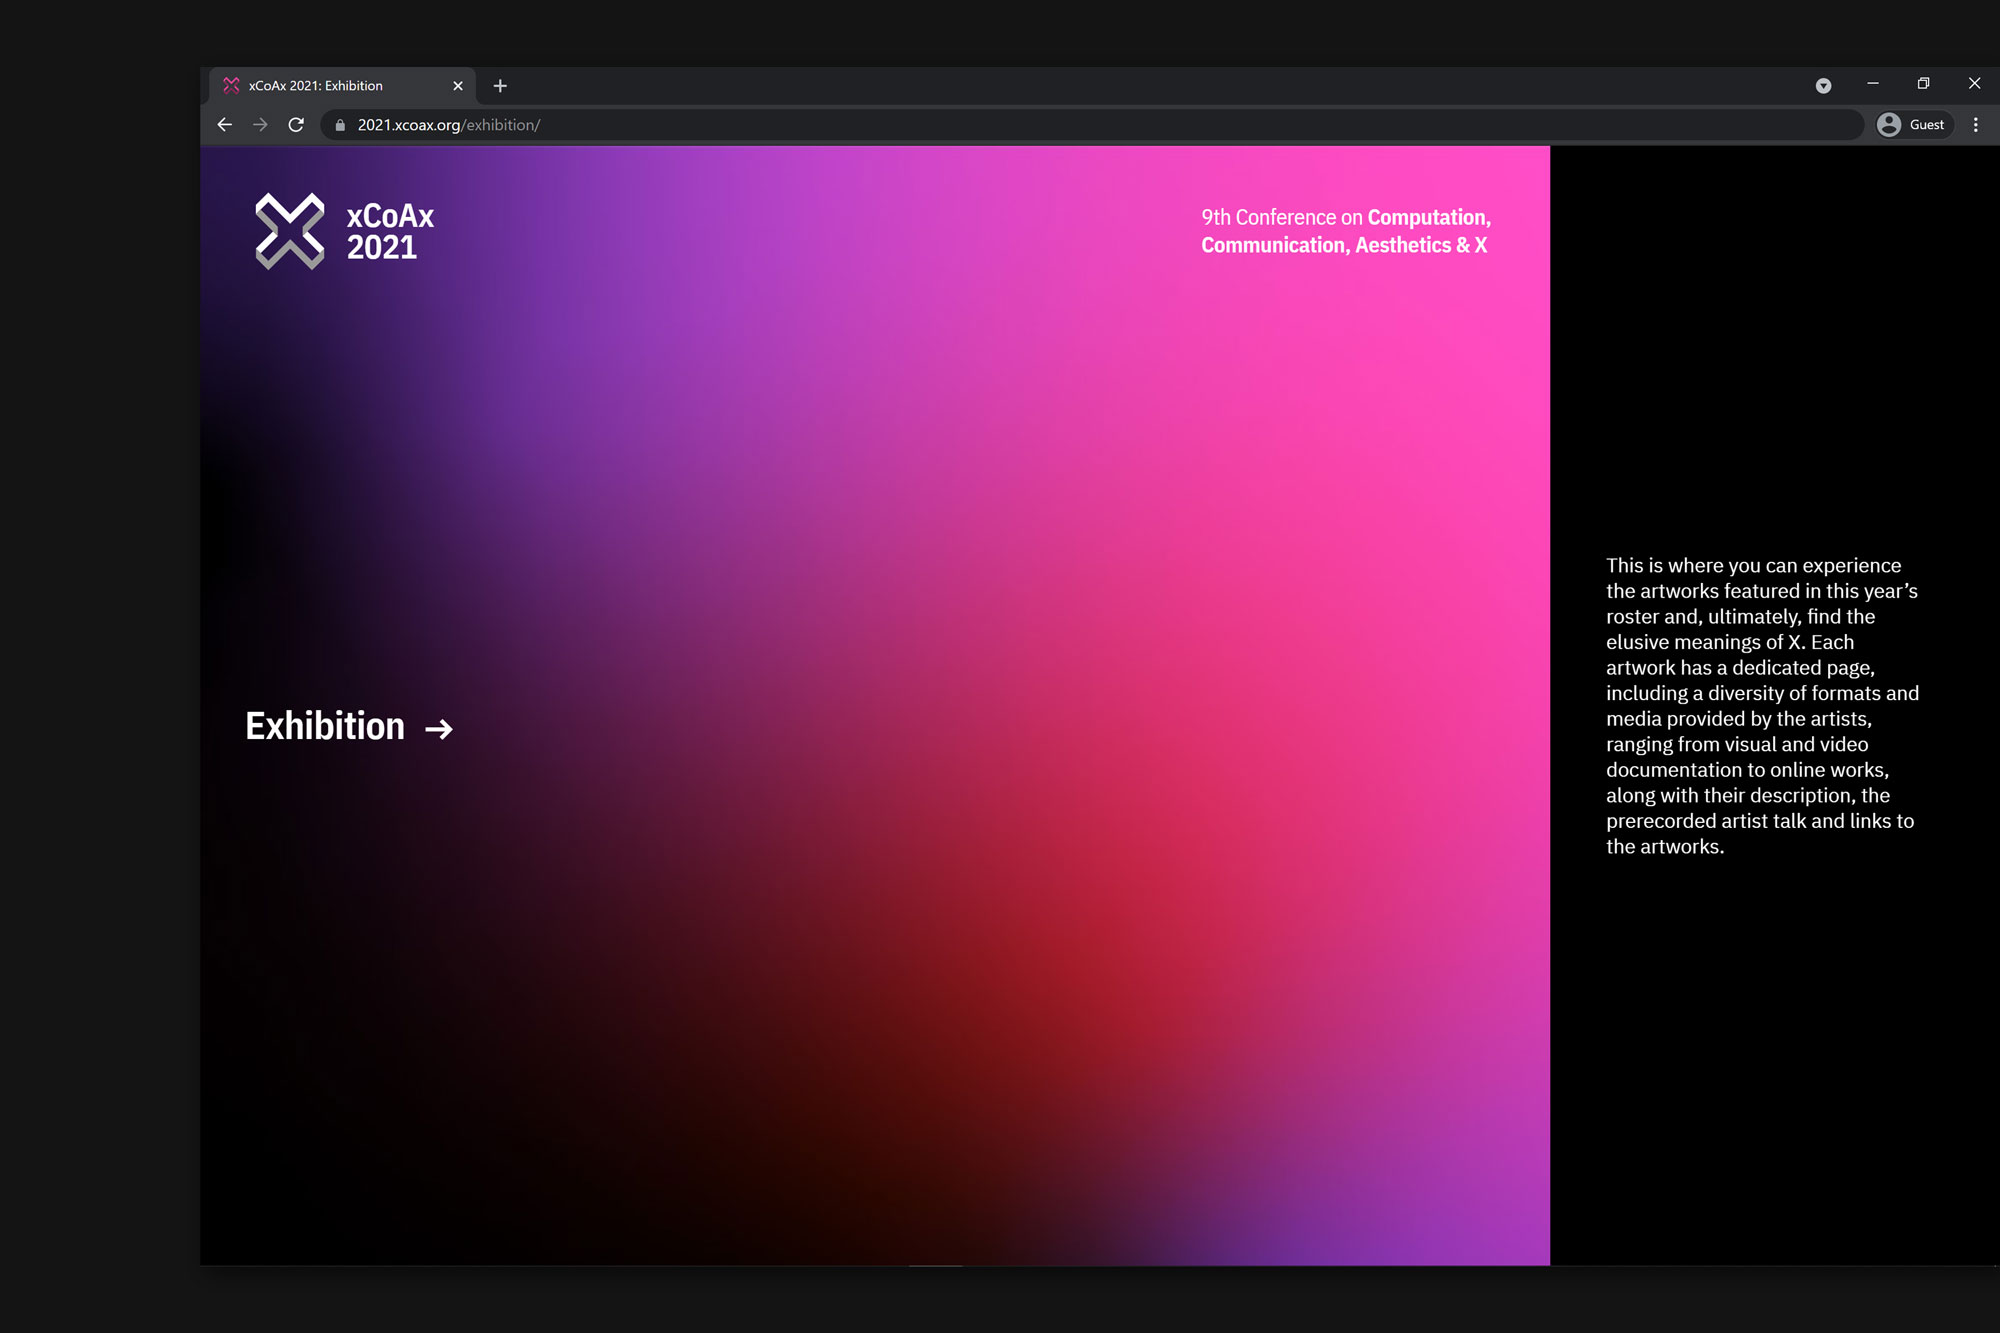 xCoAx 2021: Exhibition
2021.xcoax.org/exhibition/
Guest
xCoAx
2021
9th Conference on Computation,
Communication, Aesthetics & X
Exhibition →
This is where you can experience
the artworks featured in this year’s
roster and, ultimately, find the
elusive meanings of X. Each
artwork has a dedicated page,
including a diversity of formats and
media provided by the artists,
ranging from visual and video
documentation to online works,
along with their description, the
prerecorded artist talk and links to
the artworks.